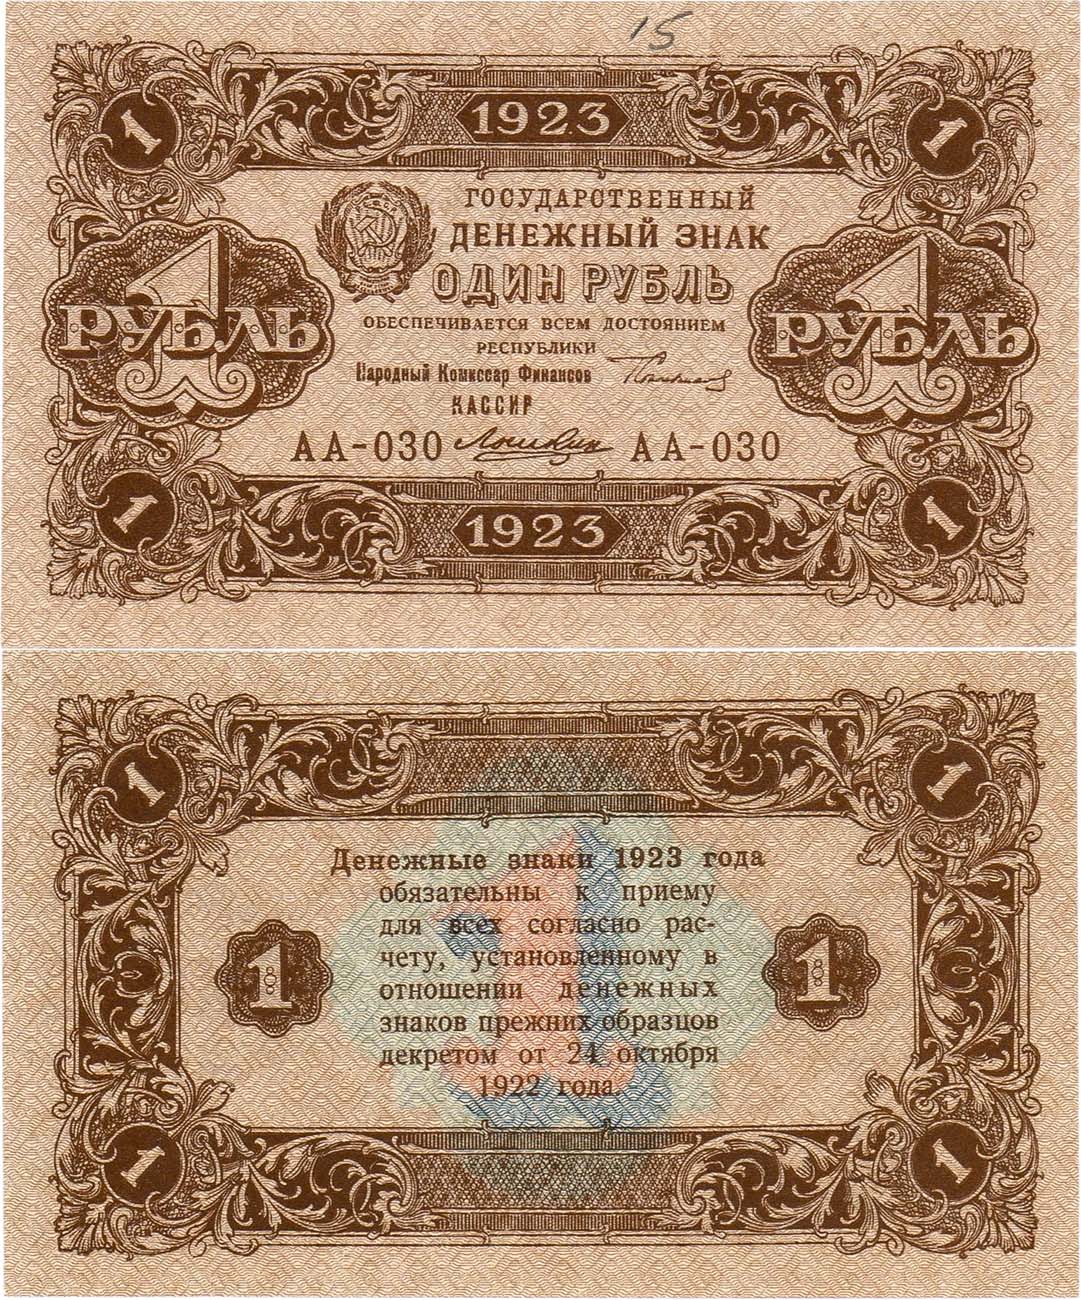 15
1 1923 1
ГОСУДАРСТВЕННЫЙ
ДЕНЕЖНЫЙ ЗНАК
ОДИН РУБЛЬ
1 РУБЛЬ 1 РУБЛЬ
ОБЕСПЕЧИВАЕТСЯ ВСЕМ ДОСТОЯНИЕМ
РЕСПУБЛИКИ
Народный Комиссар Финансов
КАССИР
АА-030 АА-030
1 1923 1
1 1
Денежные знаки 1923 года
обязательны к приему
для всех согласно рас-
чету, установленному в
1 1
отношении денежных
знаков прежних образцов
декретом от 24 октября
1922 года.
1 1